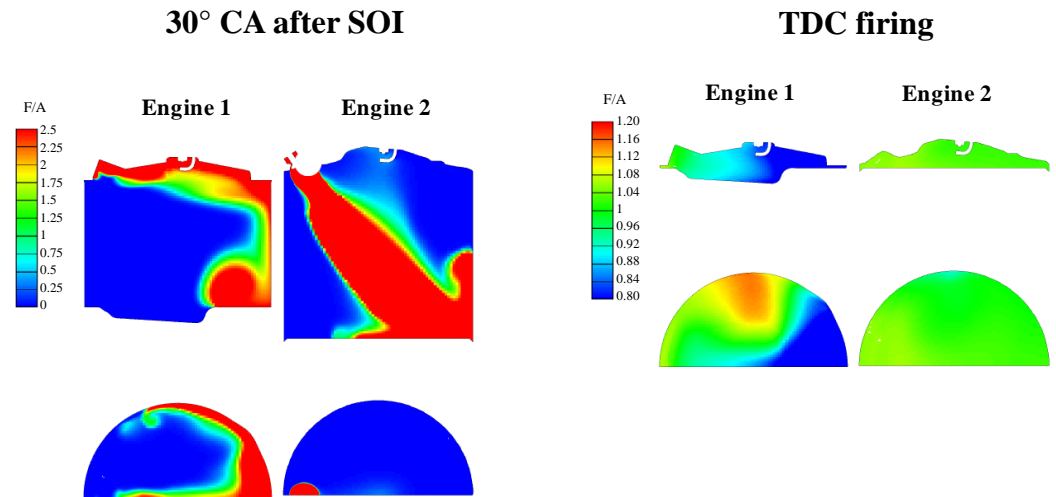 30° CA after SOI
TDC firing
F/A
Engine 1
Engine 2
2.5
2.25
2
1.75
1.5
1.25
1
0.75
0.5
0.25
0
F/A
Engine 1
Engine 2
1.20
1.16
1.12
1.08
1.04
1
0.96
0.92
0.88
0.84
0.80